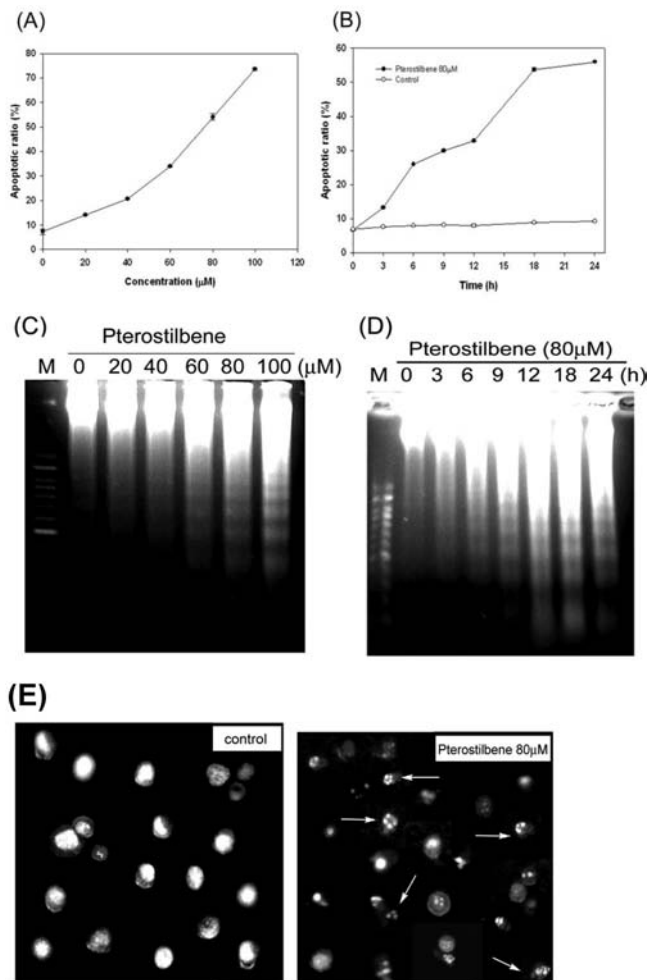 (A)
80
70
60
50
40
30
20
10
0
Apoptotic ratio (%)
0 20 40 60 80 100 120
Concentration (µM)
(B)
60
50
40
30
20
10
0
Apoptotic ratio (%)
Pterostilbene 80µM
Control
0 3 6 9 12 15 18 21 24
Time (h)
(C)
Pterostilbene
M 0 20 40 60 80 100 (µM)
(D)
Pterostilbene (80µM)
M 0 3 6 9 12 18 24 (h)
(E)
control
Pterostilbene 80µM